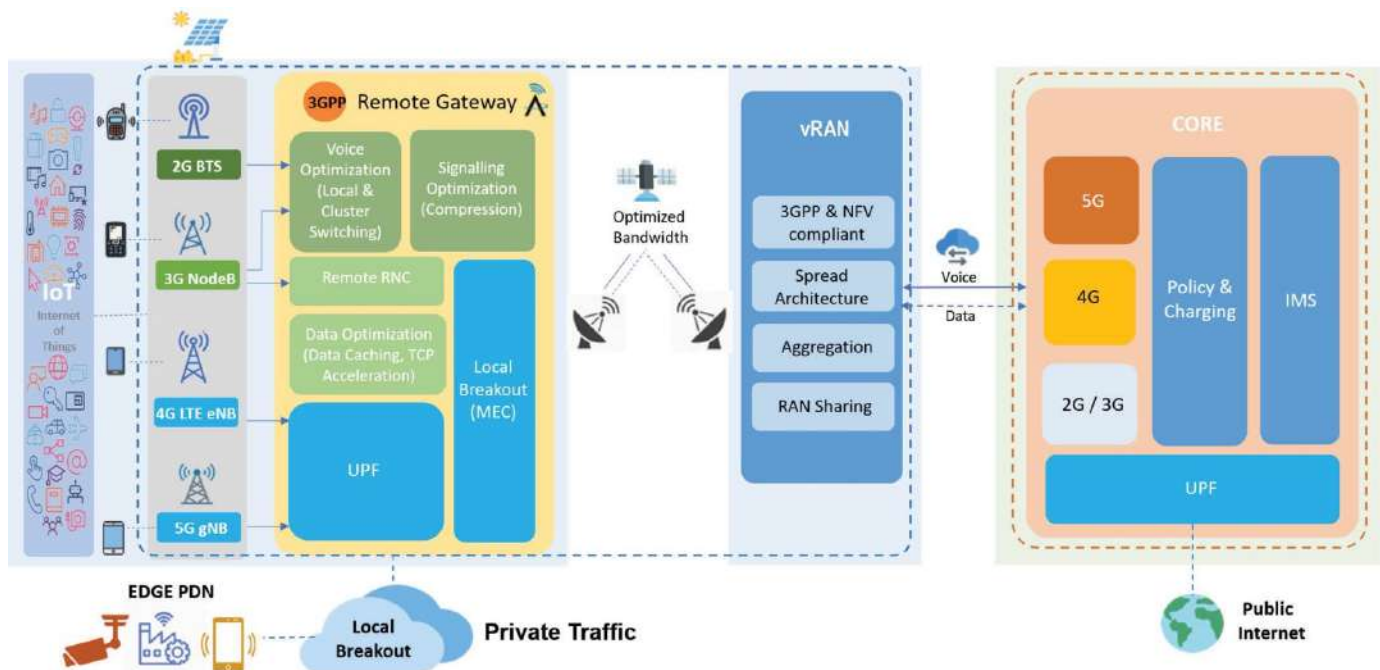 IoT
Internet
of
Things
2G BTS
3G NodeB
4G LTE eNB
5G gNB
3GPP
Remote Gateway
Voice
Optimization
(Local &
Cluster
Switching)
Signalling
Optimization
(Compression)
Remote RNC
Data Optimization
(Data Caching, TCP
Acceleration)
Local
Breakout
(MEC)
UPF
Optimized
Bandwidth
vRAN
3GPP & NFV
compliant
Spread
Architecture
Aggregation
RAN Sharing
Voice
Data
CORE
5G
4G
2G / 3G
Policy &
Charging
IMS
UPF
EDGE PDN
Local
Breakout
Private Traffic
Public
Internet